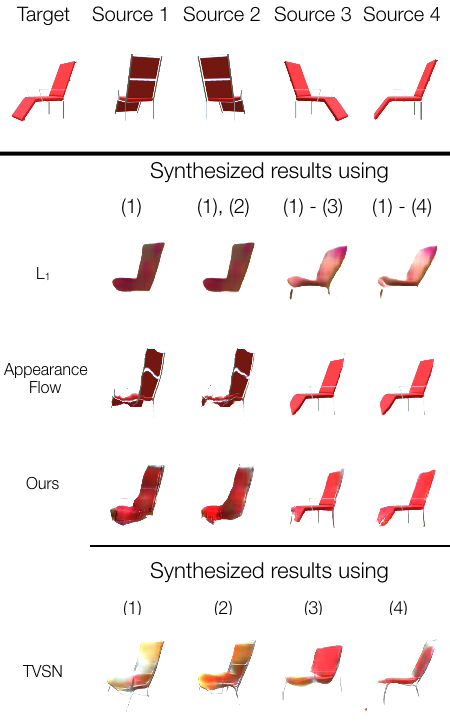 Target Source 1 Source 2 Source 3 Source 4
Synthesized results using
(1) (1), (2) (1) - (3) (1) - (4)
L₁
Appearance
Flow
Ours
Synthesized results using
(1) (2) (3) (4)
TVSN